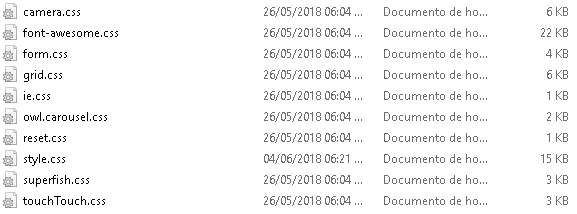 camera.css 26/05/2018 06:04 ... Documento de ho... 6 KB
font-awesome.css 26/05/2018 06:04 ... Documento de ho... 22 KB
form.css 26/05/2018 06:04 ... Documento de ho... 4 KB
grid.css 26/05/2018 06:04 ... Documento de ho... 6 KB
ie.css 26/05/2018 06:04 ... Documento de ho... 1 KB
owl.carousel.css 26/05/2018 06:04 ... Documento de ho... 2 KB
reset.css 26/05/2018 06:04 ... Documento de ho... 1 KB
style.css 04/06/2018 06:21 ... Documento de ho... 15 KB
superfish.css 26/05/2018 06:04 ... Documento de ho... 3 KB
touchTouch.css 26/05/2018 06:04 ... Documento de ho... 3 KB